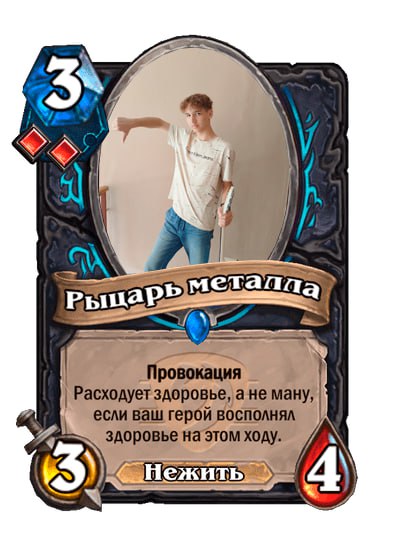 3
Рыцарь металла
Провокация
Расходует здоровье, а не ману,
если ваш герой восполнял
здоровье на этом ходу.
3
Нежить
4